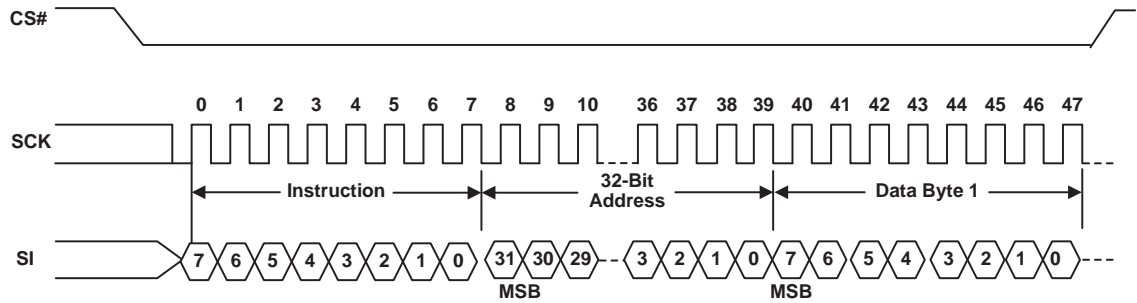 CS#
0 1 2 3 4 5 6 7 8 9 10 36 37 38 39 40 41 42 43 44 45 46 47
SCK
Instruction
32-Bit
Address
Data Byte 1
SI
7 6 5 4 3 2 1 0 31 30 29 3 2 1 0 7 6 5 4 3 2 1 0
MSB MSB